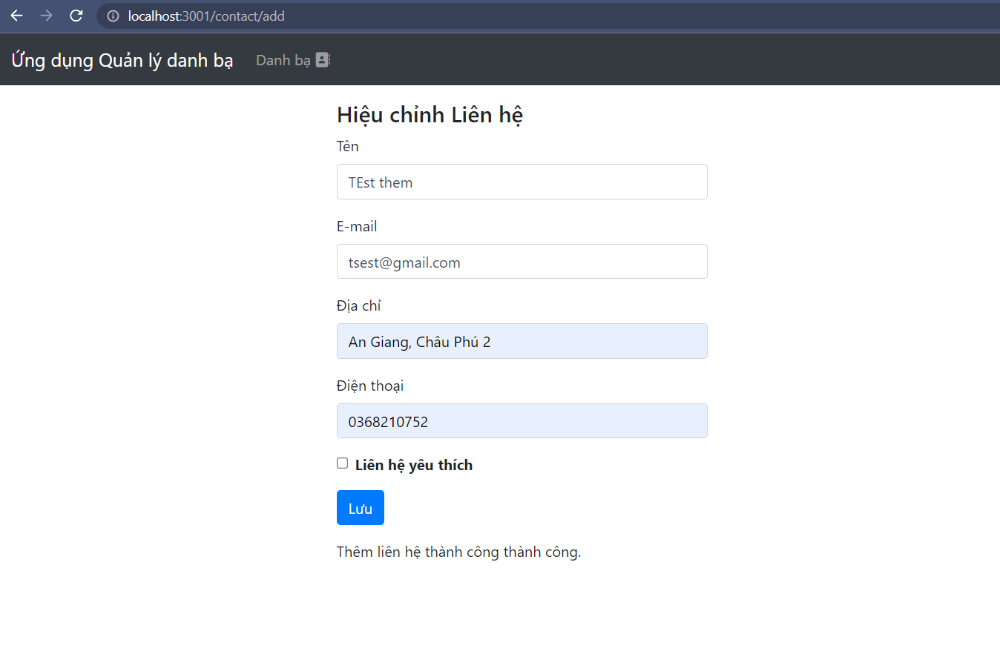 localhost:3001/contact/add
Ứng dụng Quản lý danh bạ Danh bạ
Hiệu chỉnh Liên hệ
Tên
TEst them
E-mail
tsest@gmail.com
Địa chỉ
An Giang, Châu Phú 2
Điện thoại
0368210752
Liên hệ yêu thích
Lưu
Thêm liên hệ thành công thành công.